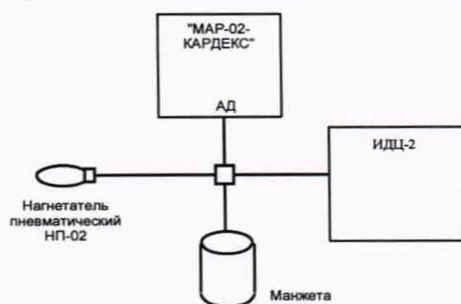 "МАР-02-
КАРДЕКС"
АД
ИДЦ-2
Нагнетатель
пневматический
НП-02
Манжета